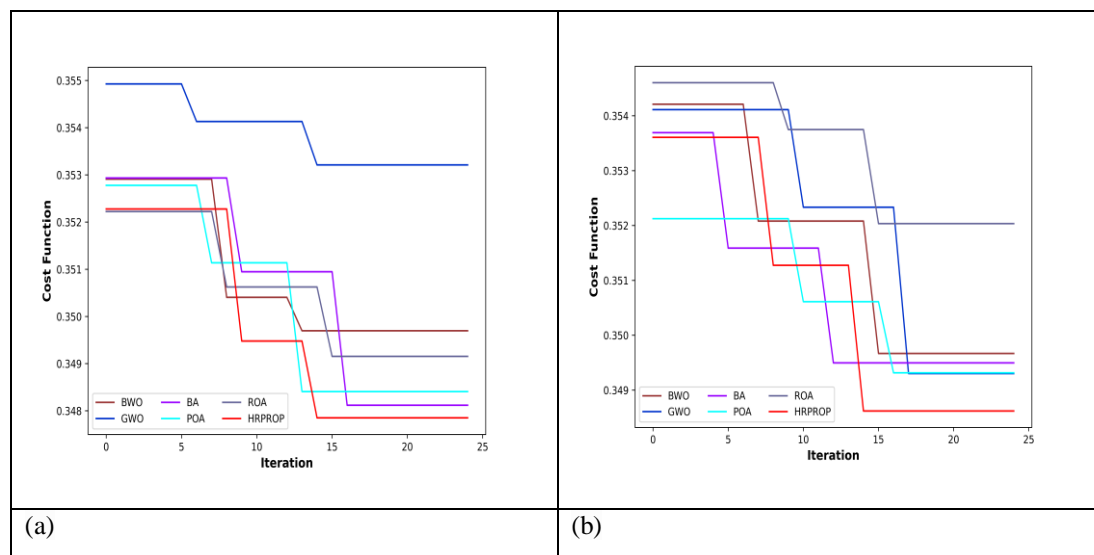 0.355
0.354
0.353
0.352
0.351
0.350
0.349
0.348
Cost Function
BWO BA ROA
GWO POA HRPROP
0 5 10 15 20 25
Iteration
(a)
0.354
0.353
0.352
0.351
0.350
0.349
Cost Function
BWO BA ROA
GWO POA HRPROP
0 5 10 15 20 25
Iteration
(b)